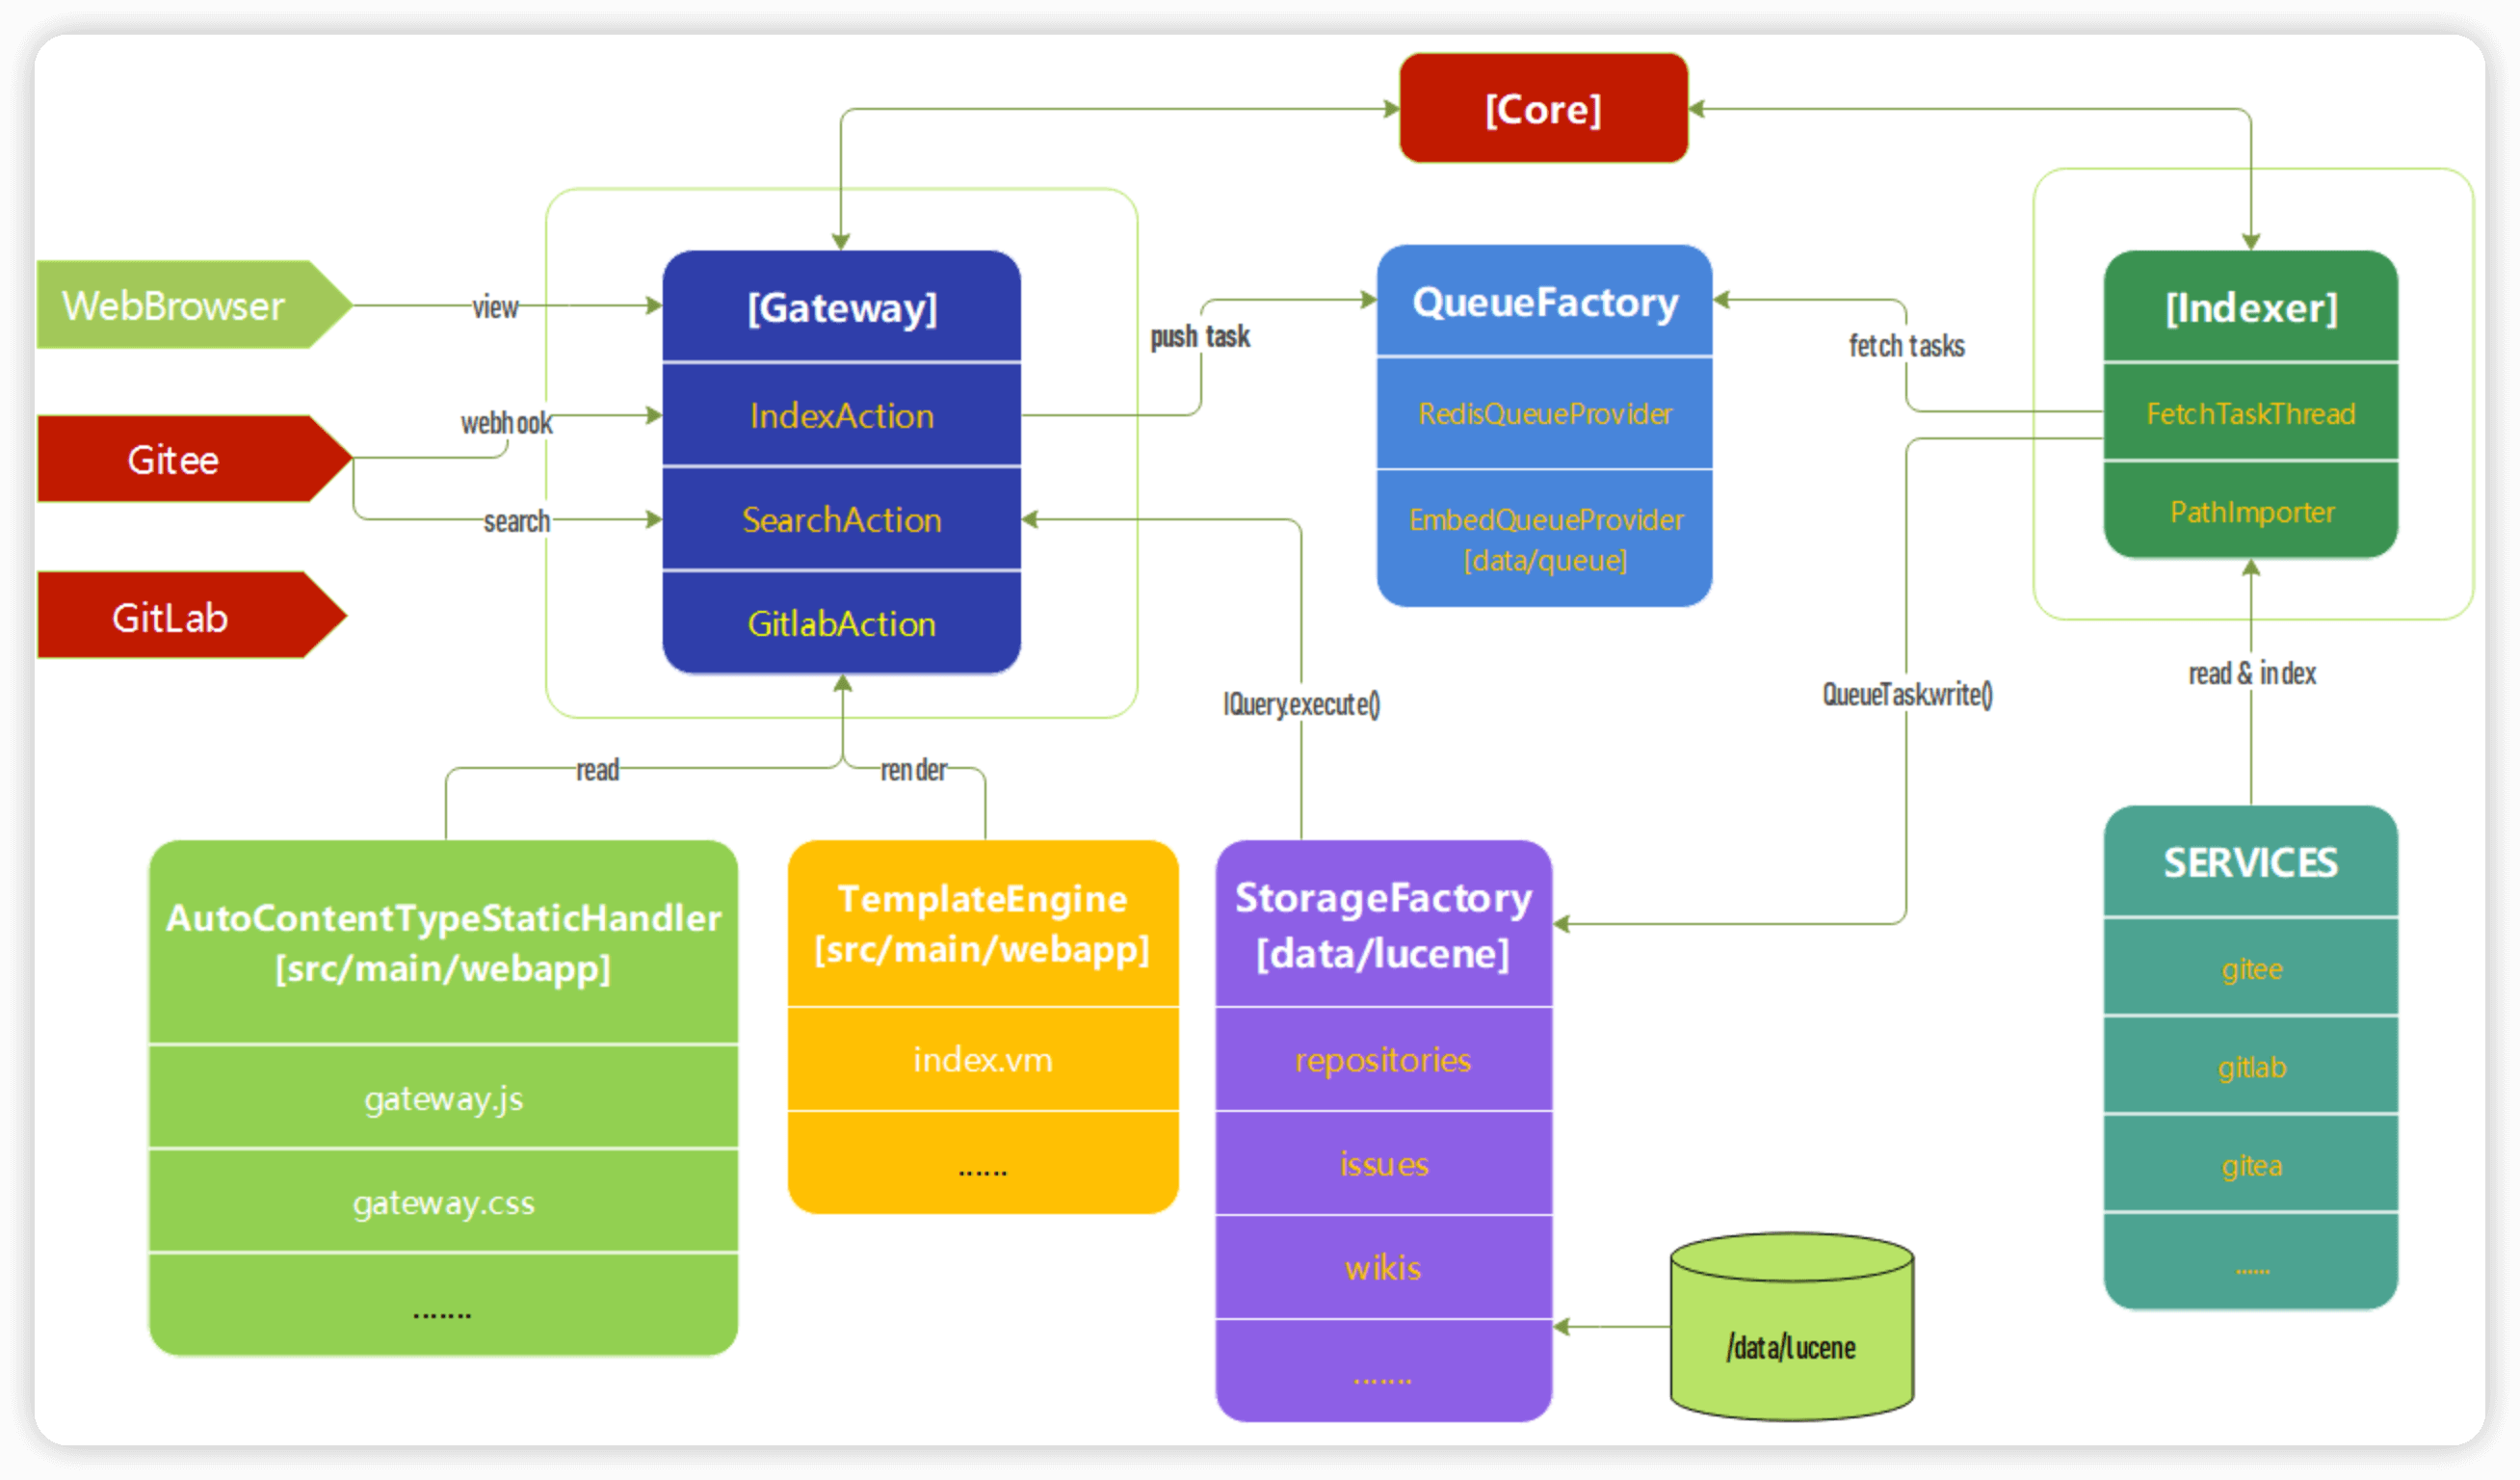 [Core]
WebBrowser
view
Gitee
webhook
search
GitLab
[Gateway]
IndexAction
SearchAction
GitlabAction
push task
QueueFactory
RedisQueueProvider
EmbedQueueProvider
[data/queue]
fetch tasks
[Indexer]
FetchTaskThread
PathImporter
IQuery.execute()
QueueTask.write()
read & index
read
render
AutoContentTypeStaticHandler
[src/main/webapp]
gateway.js
gateway.css
.......
TemplateEngine
[src/main/webapp]
index.vm
......
StorageFactory
[data/lucene]
repositories
issues
wikis
.......
/data/lucene
SERVICES
gitee
gitlab
gitea
......